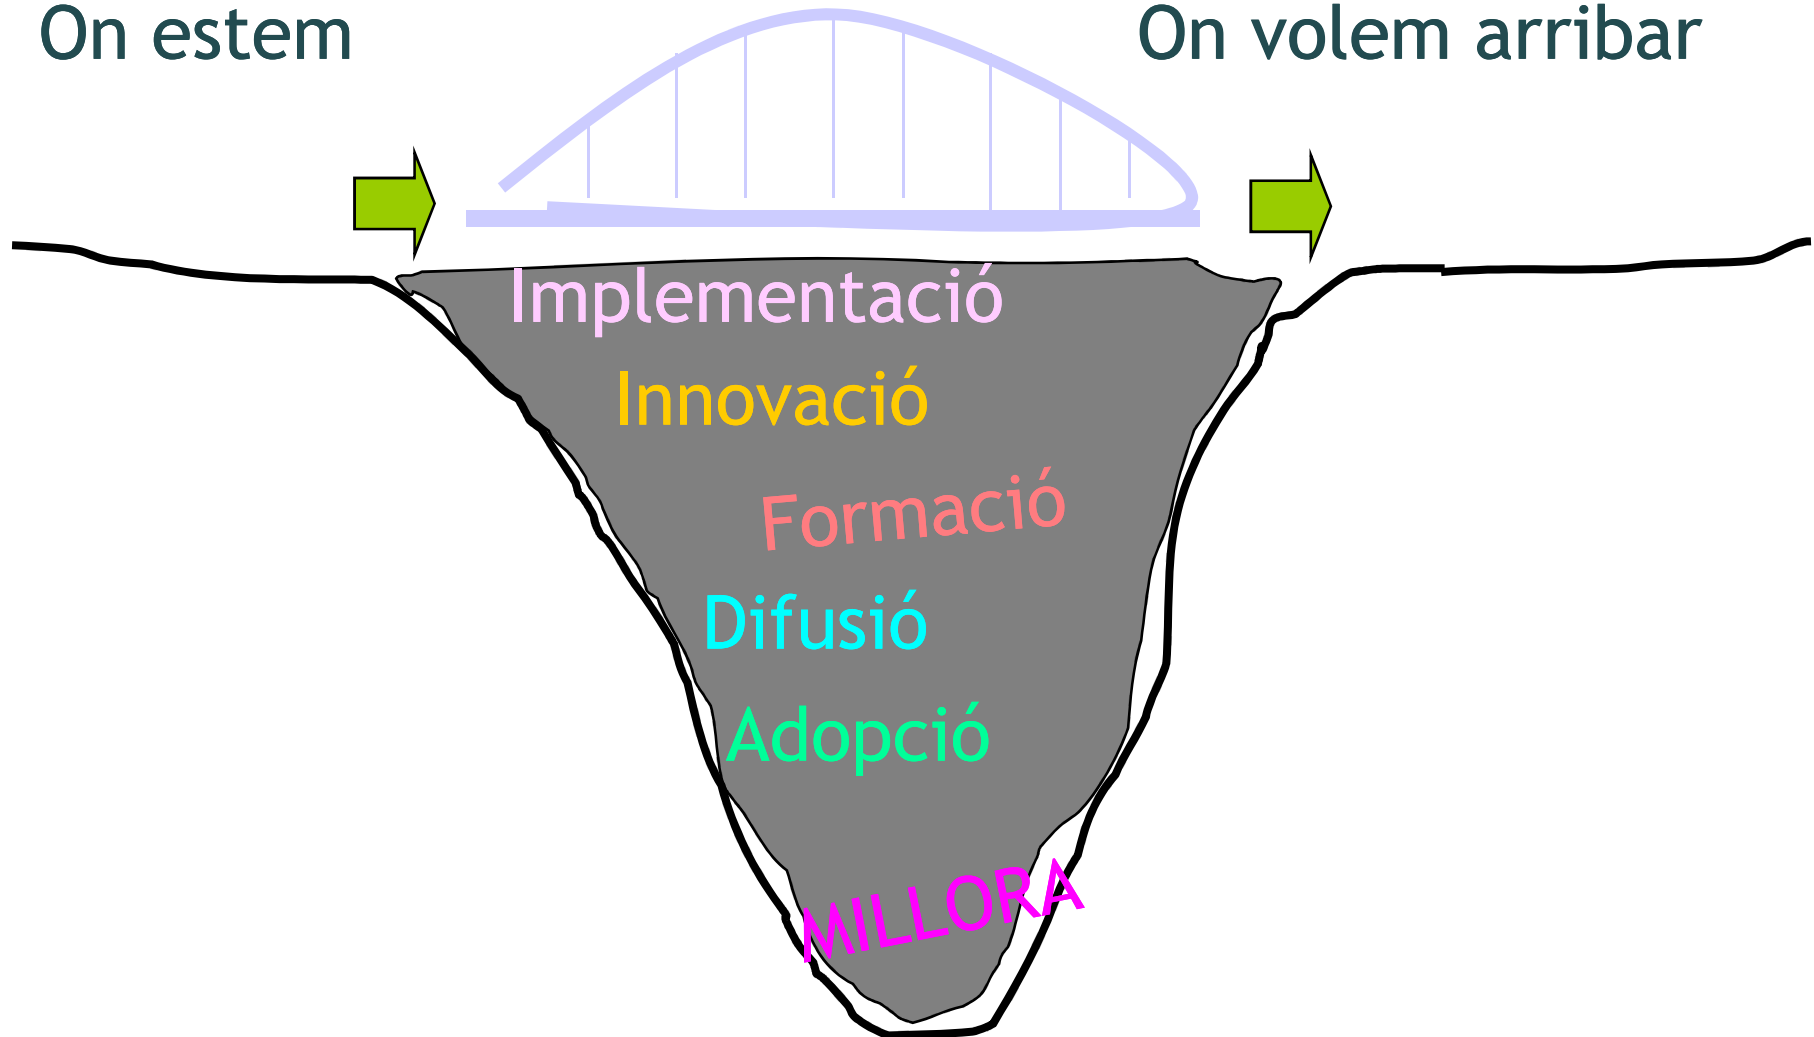 On estem
On volem arribar
Implementació
Innovació
Formació
Difusió
Adopció
MILLORA